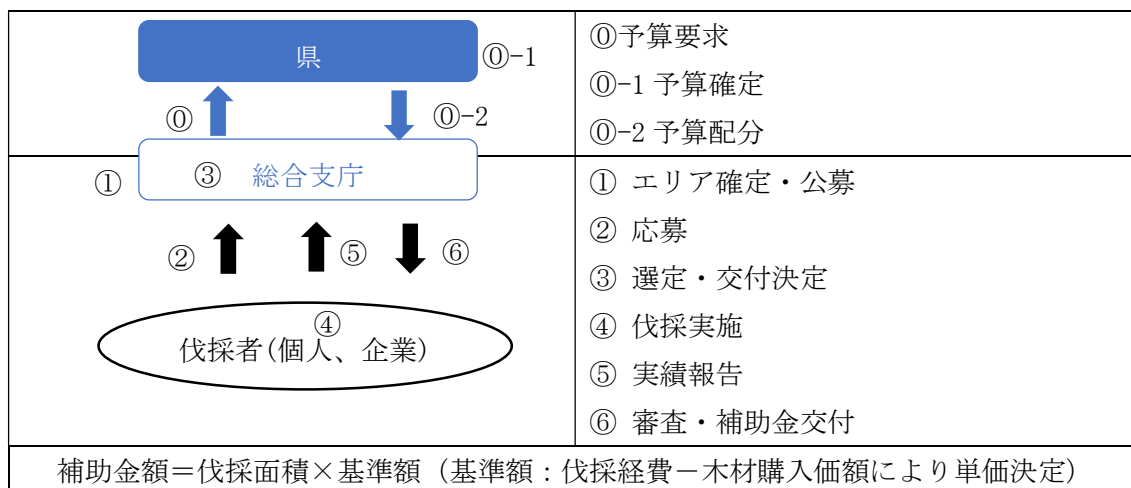 県
⓪-1
⓪
⓪-2
①
③ 総合支庁
②
⑤
⑥
④
伐採者(個人、企業)
⓪予算要求
⓪-1 予算確定
⓪-2 予算配分
① エリア確定・公募
② 応募
③ 選定・交付決定
④ 伐採実施
⑤ 実績報告
⑥ 審査・補助金交付
補助金額＝伐採面積×基準額（基準額：伐採経費－木材購入価額により単価決定）